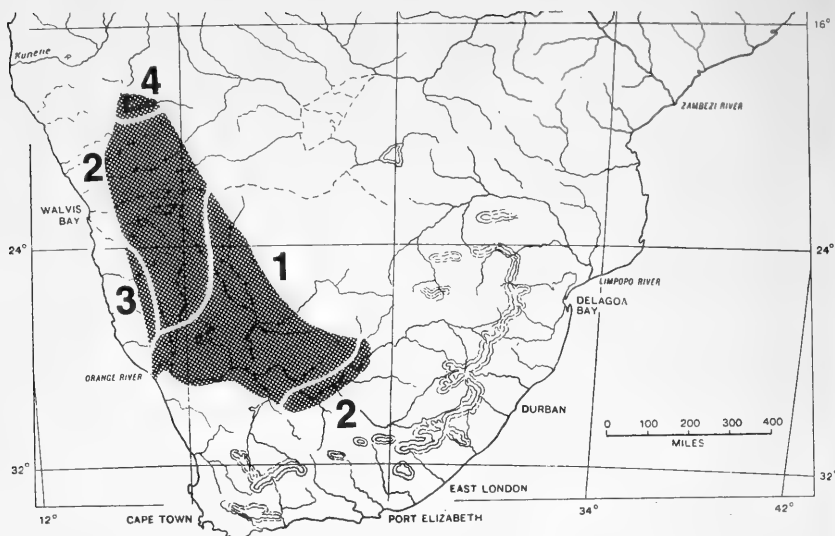 16°
Kunene
4
ZAMBEZI RIVER
2
WALVIS
BAY
24°
24°
1
3
LIMPOPO RIVER
DELAGOA
BAY
ORANGE RIVER
2
DURBAN
0 100 200 300 400
MILES
32°
32°
EAST LONDON
12°
CAPE TOWN
PORT ELIZABETH
34°
42°